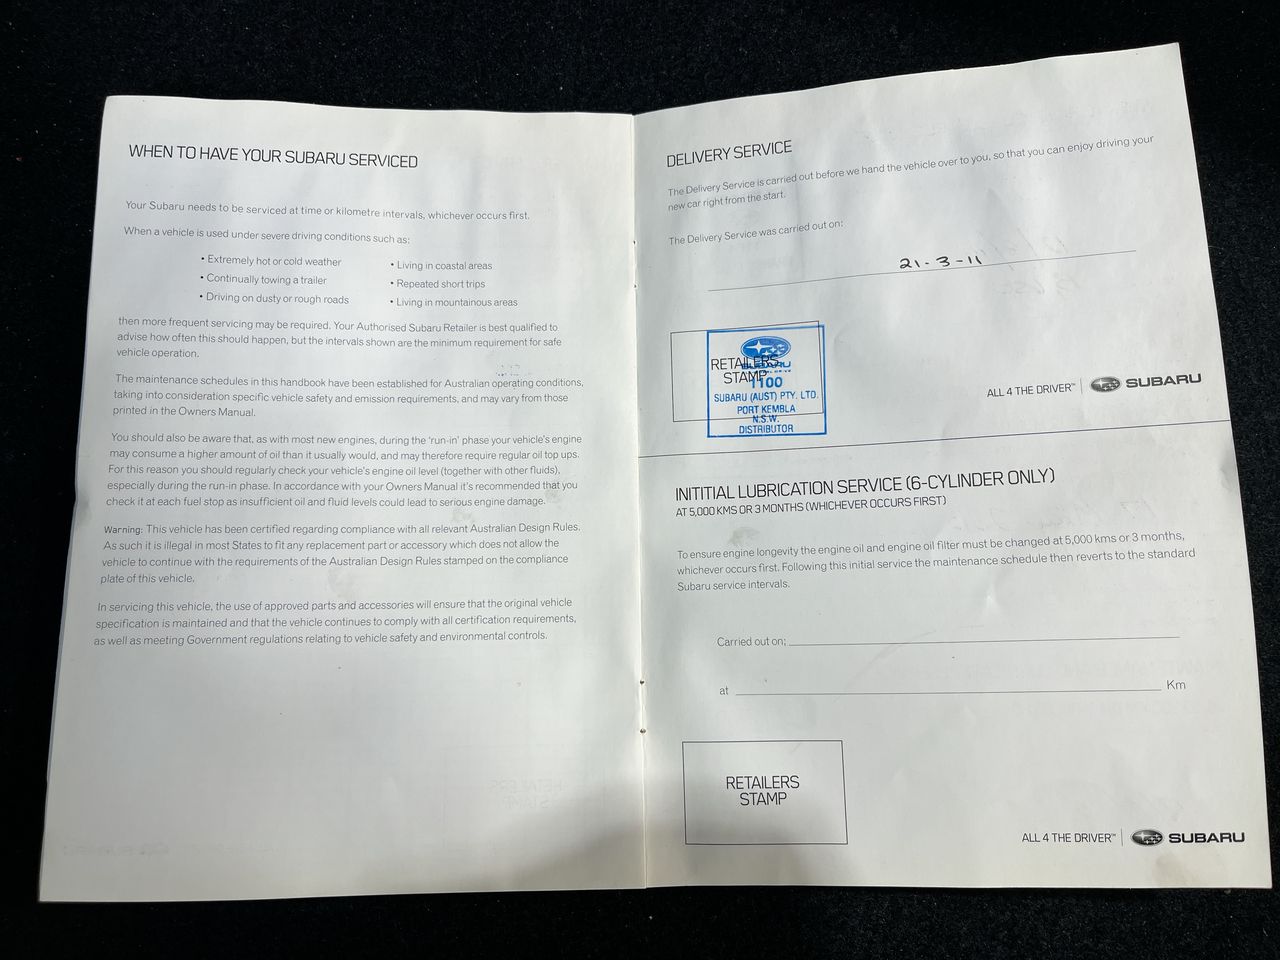 WHEN TO HAVE YOUR SUBARU SERVICED
Your Subaru needs to be serviced at time or kilometre intervals, whichever occurs first.
When a vehicle is used under severe driving conditions such as:
• Extremely hot or cold weather
• Continually towing a trailer
• Driving on dusty or rough roads
• Living in coastal areas
• Repeated short trips
• Living in mountainous areas
then more frequent servicing may be required. Your Authorised Subaru Retailer is best qualified to
advise how often this should happen, but the intervals shown are the minimum requirement for safe
vehicle operation.
The maintenance schedules in this handbook have been established for Australian operating conditions,
taking into consideration specific vehicle safety and emission requirements, and may vary from those
printed in the Owners Manual.
You should also be aware that, as with most new engines, during the ‘run-in’ phase your vehicle's engine
may consume a higher amount of oil than it usually would, and may therefore require regular oil top ups.
For this reason you should regularly check your vehicle's engine oil level (together with other fluids),
especially during the run-in phase. In accordance with your Owners Manual it's recommended that you
check it at each fuel stop as insufficient oil and fluid levels could lead to serious engine damage.
Warning: This vehicle has been certified regarding compliance with all relevant Australian Design Rules.
As such it is illegal in most States to fit any replacement part or accessory which does not allow the
vehicle to continue with the requirements of the Australian Design Rules stamped on the compliance
plate of this vehicle.
In servicing this vehicle, the use of approved parts and accessories will ensure that the original vehicle
specification is maintained and that the vehicle continues to comply with all certification requirements,
as well as meeting Government regulations relating to vehicle safety and environmental controls.
DELIVERY SERVICE
The Delivery Service is carried out before we hand the vehicle over to you, so that you can enjoy driving your
new car right from the start.
The Delivery Service was carried out on:
21-3-11
RETAILERS
STAMP
SUBARU
1100
SUBARU (AUST) PTY. LTD.
PORT KEMBLA
N.S.W.
DISTRIBUTOR
ALL 4 THE DRIVER™ SUBARU
INITITIAL LUBRICATION SERVICE (6-CYLINDER ONLY)
AT 5,000 KMS OR 3 MONTHS (WHICHEVER OCCURS FIRST)
To ensure engine longevity the engine oil and engine oil filter must be changed at 5,000 kms or 3 months,
whichever occurs first. Following this initial service the maintenance schedule then reverts to the standard
Subaru service intervals.
Carried out on:
at Km
RETAILERS
STAMP
ALL 4 THE DRIVER™ SUBARU